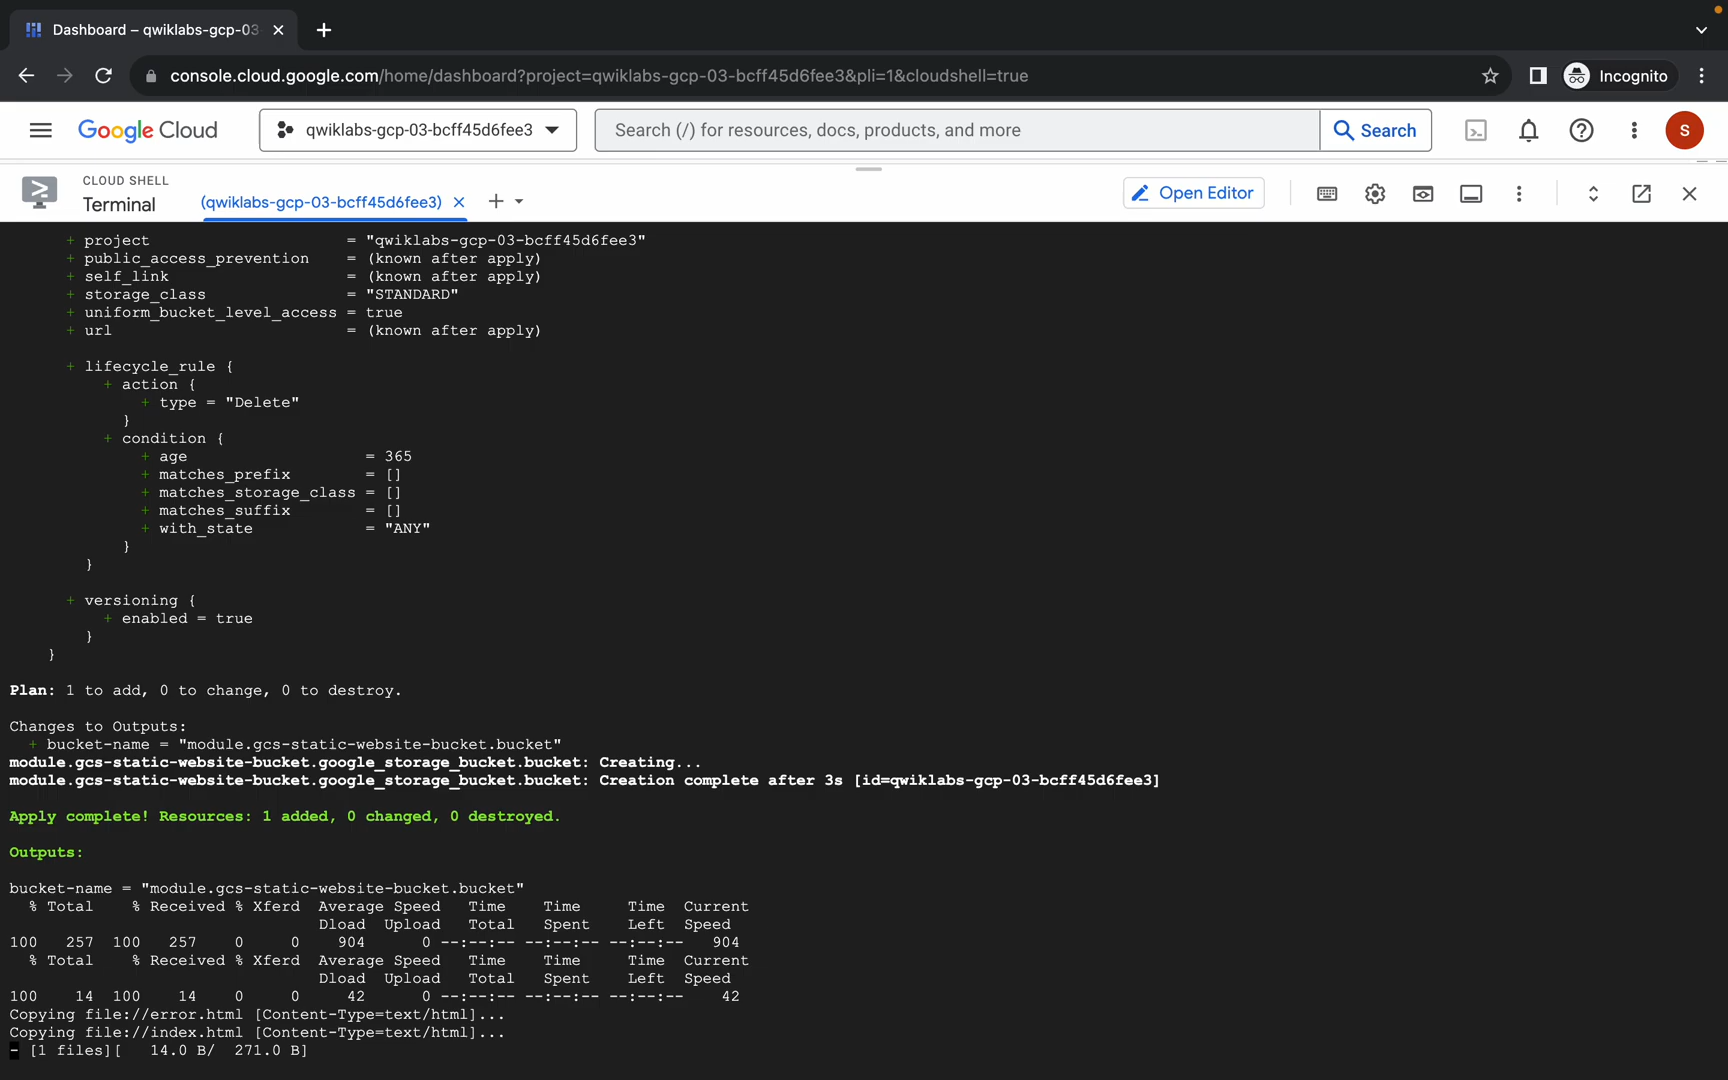 Dashboard – qwiklabs-gcp-03
console.cloud.google.com/home/dashboard?project=qwiklabs-gcp-03-bcff45d6fee3&pli=1&cloudshell=true
Incognito
Google Cloud
qwiklabs-gcp-03-bcff45d6fee3
Search (/) for resources, docs, products, and more
Search
S
CLOUD SHELL
Terminal
(qwiklabs-gcp-03-bcff45d6fee3)
Open Editor
+ project                       = "qwiklabs-gcp-03-bcff45d6fee3"
+ public_access_prevention    = (known after apply)
+ self_link                   = (known after apply)
+ storage_class               = "STANDARD"
+ uniform_bucket_level_access = true
+ url                         = (known after apply)
+ lifecycle_rule {
+ action {
+ type = "Delete"
}
+ condition {
+ age                   = 365
+ matches_prefix        = []
+ matches_storage_class = []
+ matches_suffix        = []
+ with_state            = "ANY"
}
}
+ versioning {
+ enabled = true
}
}
Plan: 1 to add, 0 to change, 0 to destroy.
Changes to Outputs:
+ bucket-name = "module.gcs-static-website-bucket.bucket"
module.gcs-static-website-bucket.google_storage_bucket.bucket: Creating...
module.gcs-static-website-bucket.google_storage_bucket.bucket: Creation complete after 3s [id=qwiklabs-gcp-03-bcff45d6fee3]
Apply complete! Resources: 1 added, 0 changed, 0 destroyed.
Outputs:
bucket-name = "module.gcs-static-website-bucket.bucket"
% Total    % Received % Xferd  Average Speed   Time    Time     Time  Current
Dload  Upload   Total   Spent    Left  Speed
100   257  100   257    0     0    904      0 --:--:-- --:--:-- --:--:--   904
% Total    % Received % Xferd  Average Speed   Time    Time     Time  Current
Dload  Upload   Total   Spent    Left  Speed
100    14  100    14    0     0     42      0 --:--:-- --:--:-- --:--:--    42
Copying file://error.html [Content-Type=text/html]...
Copying file://index.html [Content-Type=text/html]...
- [1 files][   14.0 B/  271.0 B]